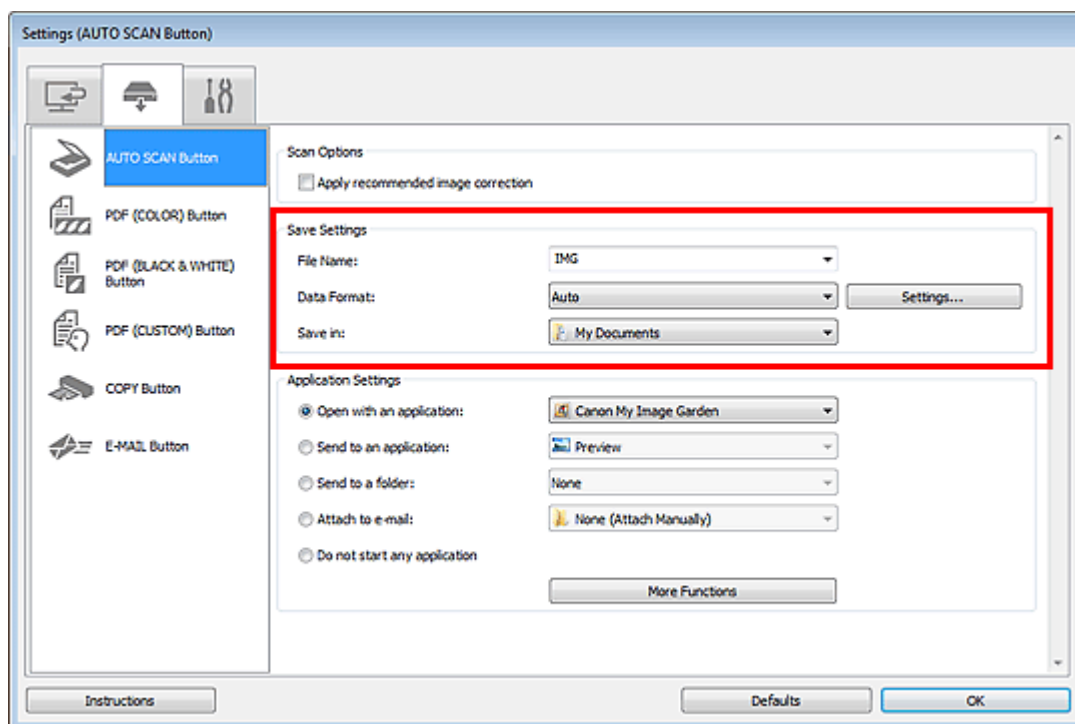 Settings (AUTO SCAN Button)
AUTO SCAN Button
PDF (COLOR) Button
PDF (BLACK & WHITE)
Button
PDF (CUSTOM) Button
COPY Button
E-MAIL Button
Scan Options
Apply recommended image correction
Save Settings
File Name: IMG
Data Format: Auto Settings...
Save in: My Documents
Application Settings
Open with an application: Canon My Image Garden
Send to an application: Preview
Send to a folder: None
Attach to e-mail: None (Attach Manually)
Do not start any application
More Functions
Instructions Defaults OK